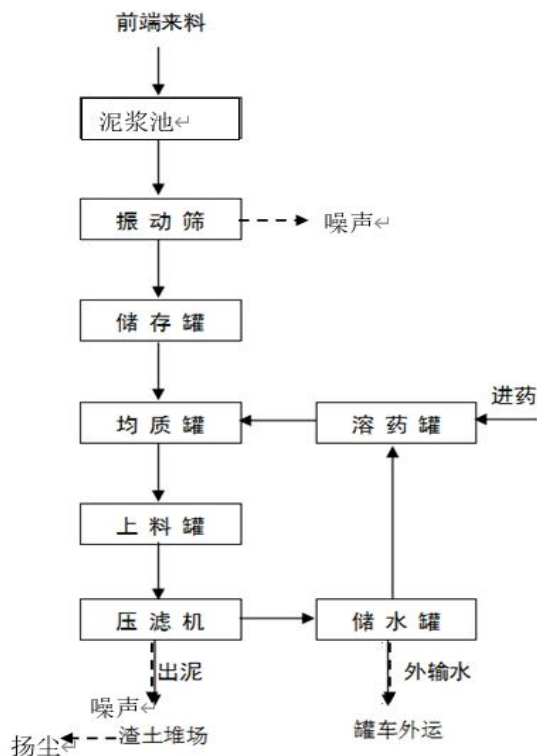 前端来料
泥浆池↵
振动筛
噪声↵
储存罐
进药
均质罐
溶药罐
上料罐
压滤机
储水罐
出泥
外输水
噪声↵
扬尘↵
渣土堆场
罐车外运